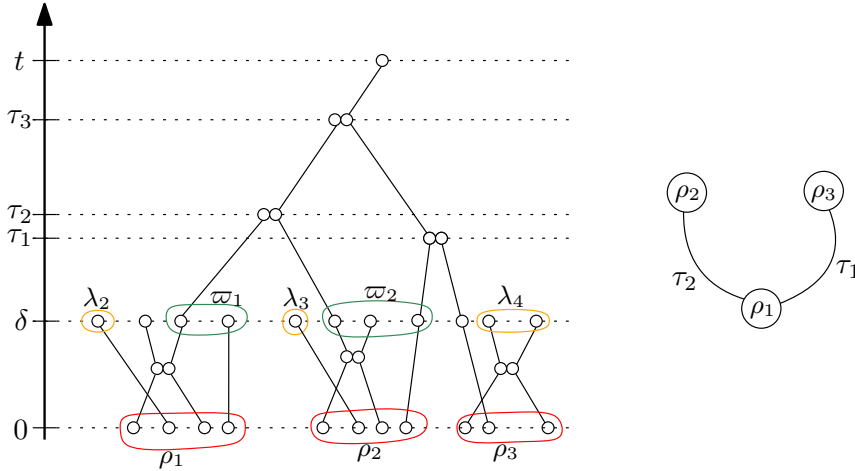 t
τ₃
τ₂
τ₁
λ₂ ϖ₁ λ₃ ϖ₂ λ₄
δ
0
ρ₁ ρ₂ ρ₃
ρ₂ ρ₃
τ₂ τ₁
ρ₁